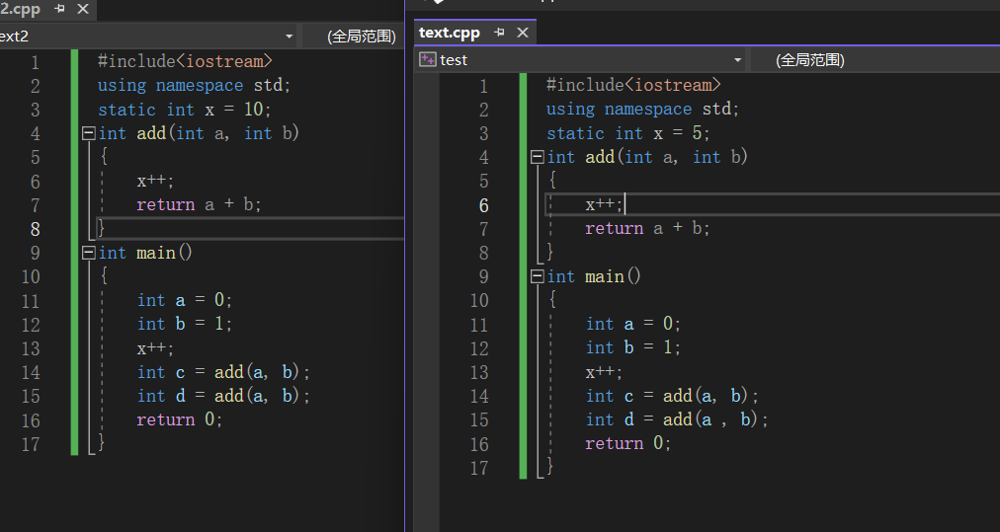 2.cpp
ext2
(全局范围)
1 #include<iostream>
2 using namespace std;
3 static int x = 10;
4 int add(int a, int b)
5 {
6 x++;
7 return a + b;
8 }
9 int main()
10 {
11 int a = 0;
12 int b = 1;
13 x++;
14 int c = add(a, b);
15 int d = add(a, b);
16 return 0;
17 }
text.cpp
test
(全局范围)
1 #include<iostream>
2 using namespace std;
3 static int x = 5;
4 int add(int a, int b)
5 {
6 x++;
7 return a + b;
8 }
9 int main()
10 {
11 int a = 0;
12 int b = 1;
13 x++;
14 int c = add(a, b);
15 int d = add(a , b);
16 return 0;
17 }